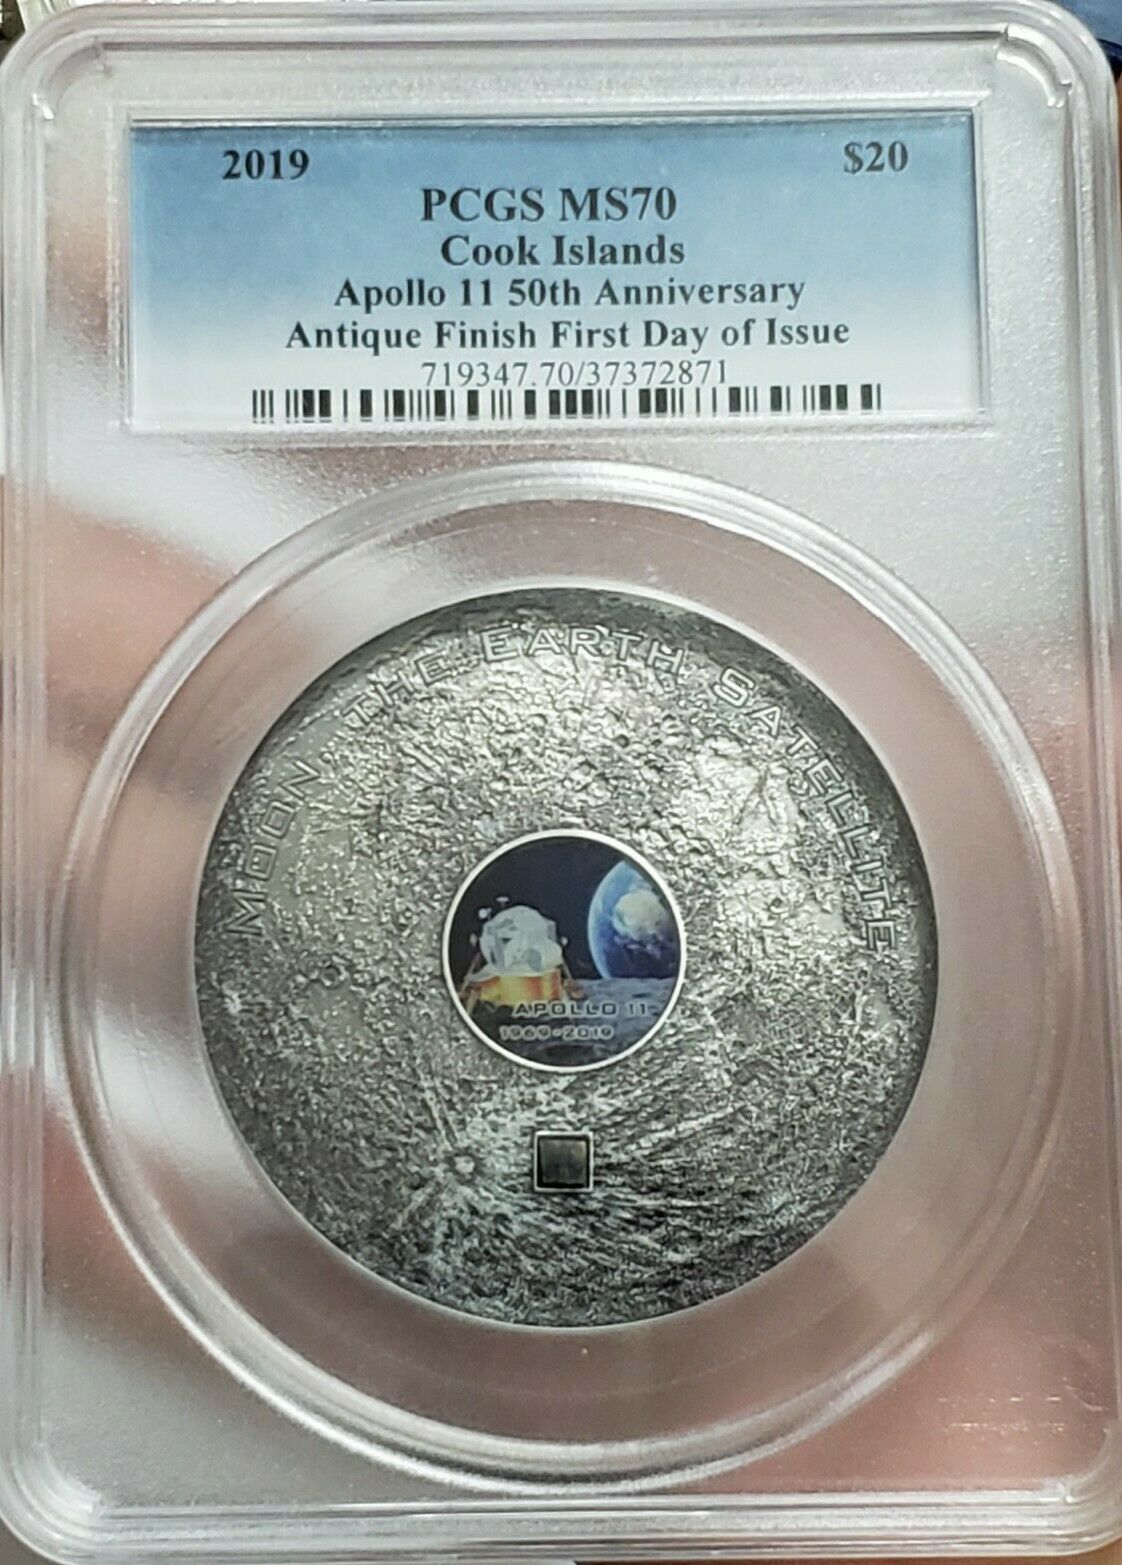 2019 $20
PCGS MS70
Cook Islands
Apollo 11 50th Anniversary
Antique Finish First Day of Issue
719347.70/37372871
MOON THE EARTH SATELLITE
APOLLO 11
1969-2019